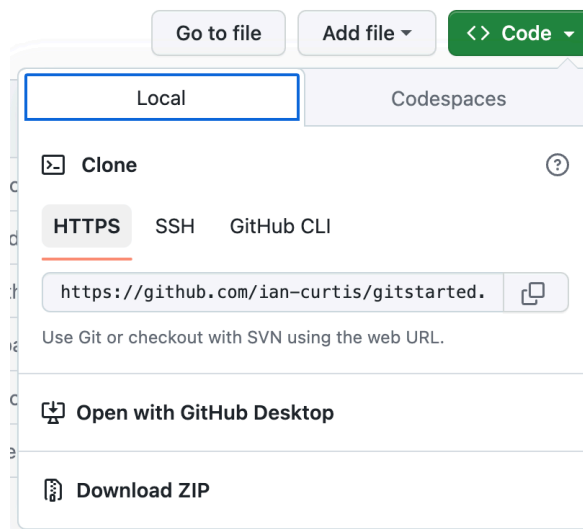 Go to file Add file <> Code
Local Codespaces
Clone
HTTPS SSH GitHub CLI
https://github.com/ian-curtis/gitstarted.
Use Git or checkout with SVN using the web URL.
Open with GitHub Desktop
Download ZIP